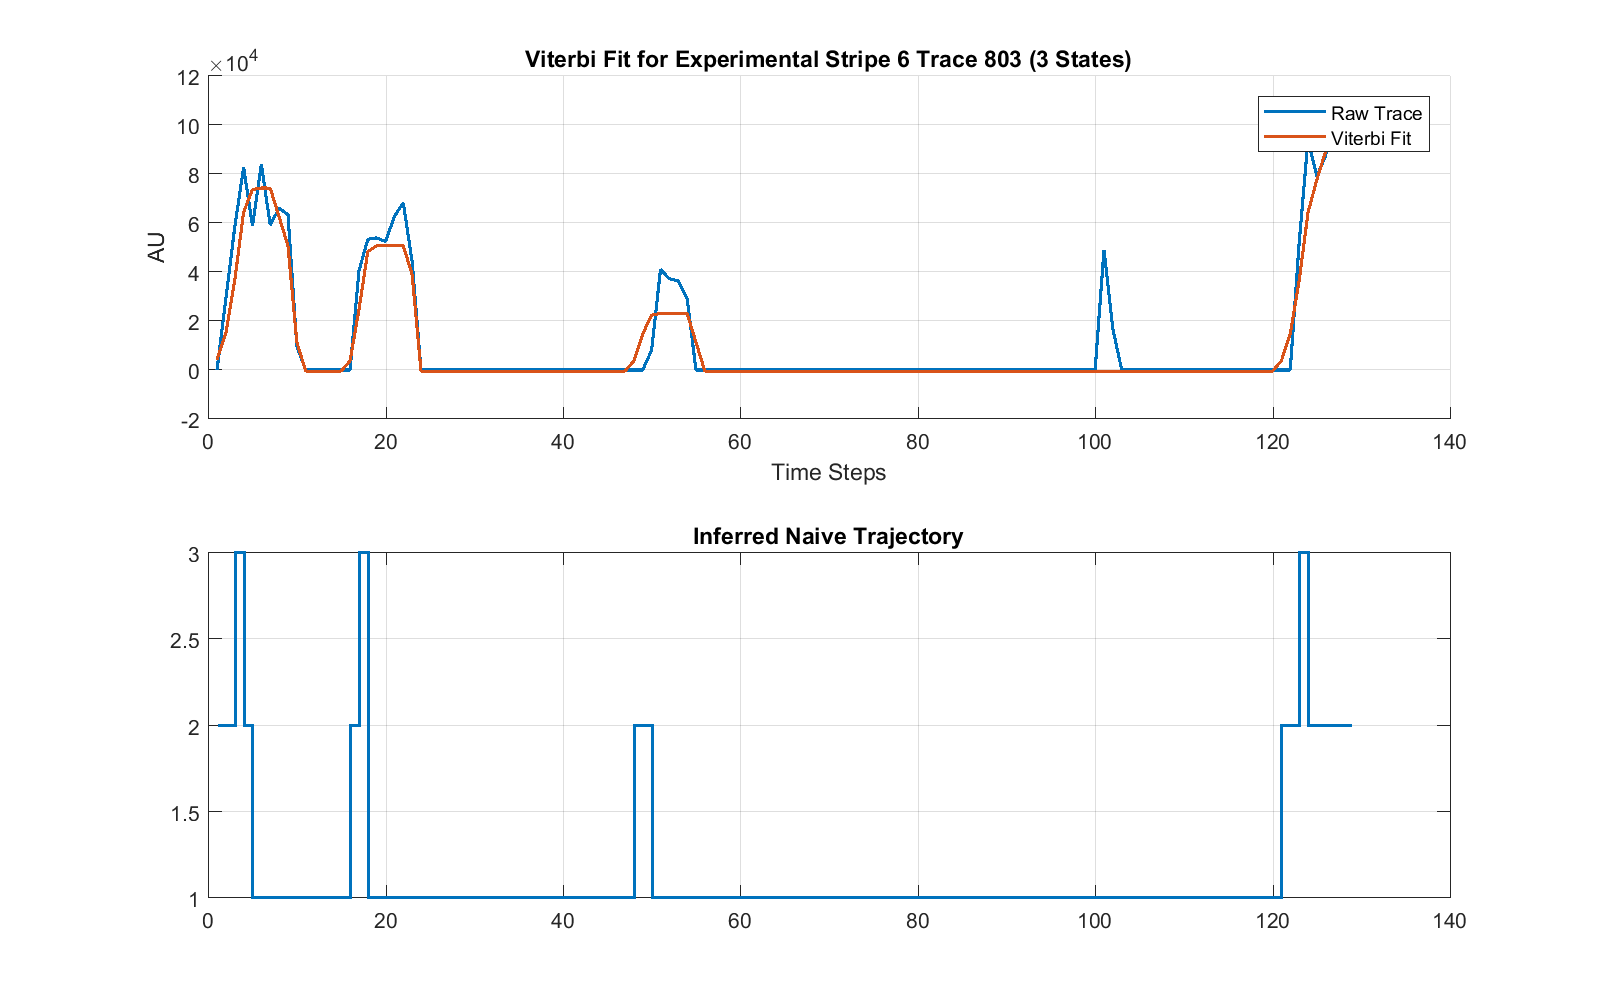 Viterbi Fit for Experimental Stripe 6 Trace 803 (3 States)
×10^4
12
10
8
6
4
2
0
-2
AU
Raw Trace
Viterbi Fit
0 20 40 60 80 100 120 140
Time Steps
Inferred Naive Trajectory
3
2.5
2
1.5
1
0 20 40 60 80 100 120 140